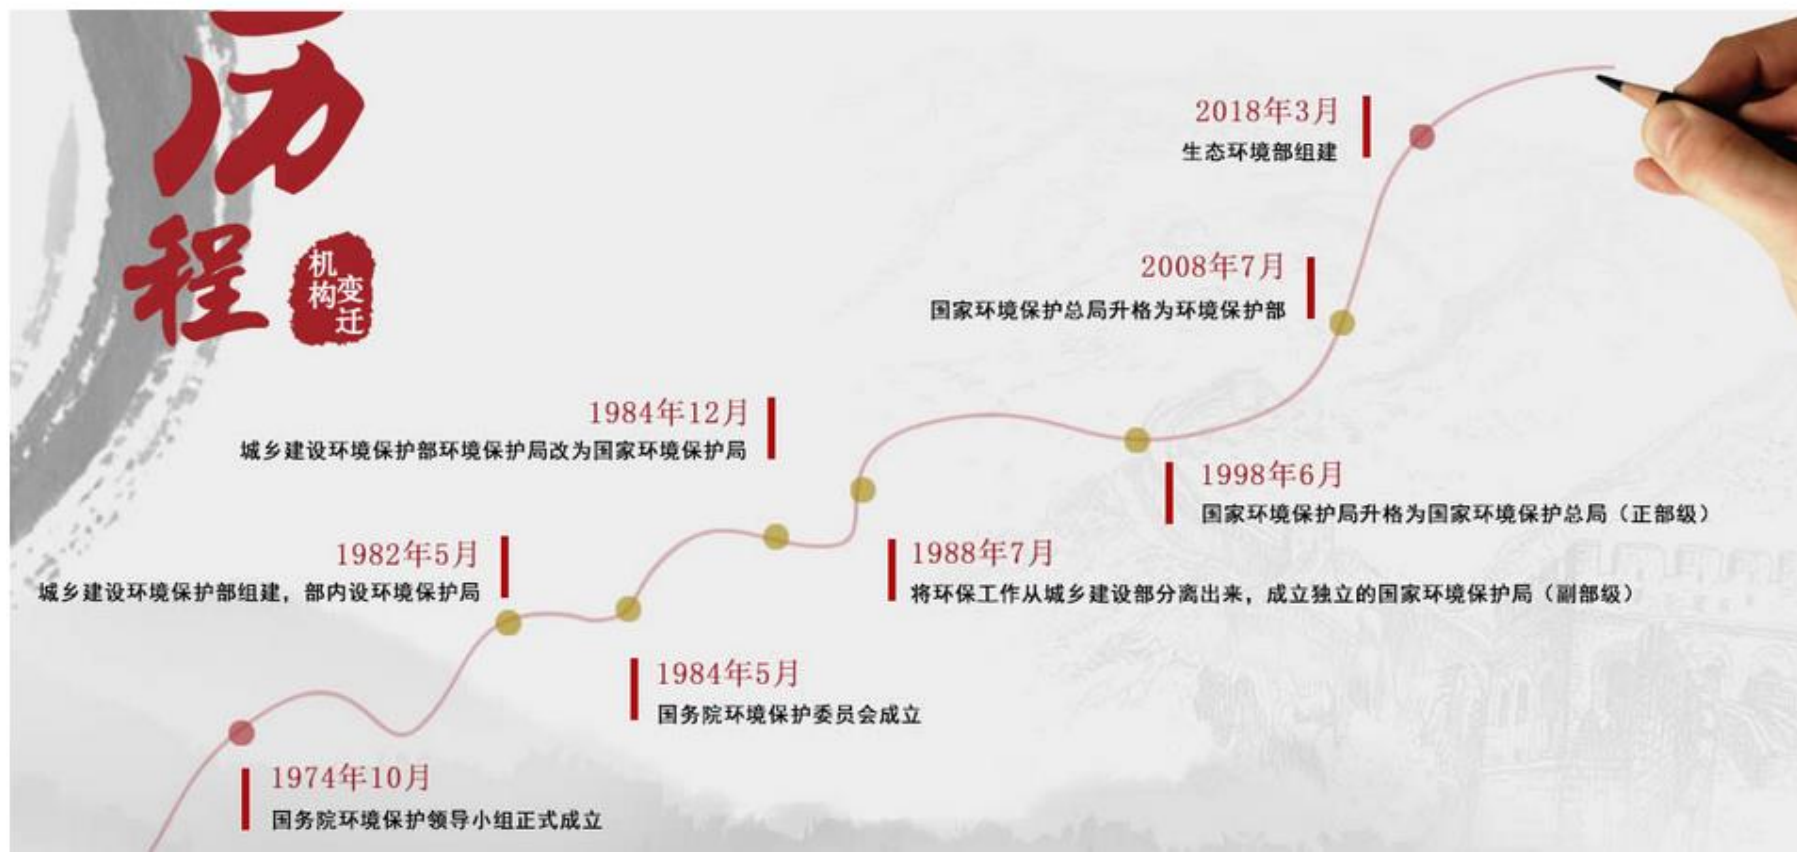 历程
机构
变迁
2018年3月
生态环境部组建
2008年7月
国家环境保护总局升格为环境保护部
1984年12月
城乡建设环境保护部环境保护局改为国家环境保护局
1998年6月
国家环境保护局升格为国家环境保护总局（正部级）
1982年5月
城乡建设环境保护部组建，部内设环境保护局
1988年7月
将环保工作从城乡建设部分离出来，成立独立的国家环境保护局（副部级）
1984年5月
国务院环境保护委员会成立
1974年10月
国务院环境保护领导小组正式成立